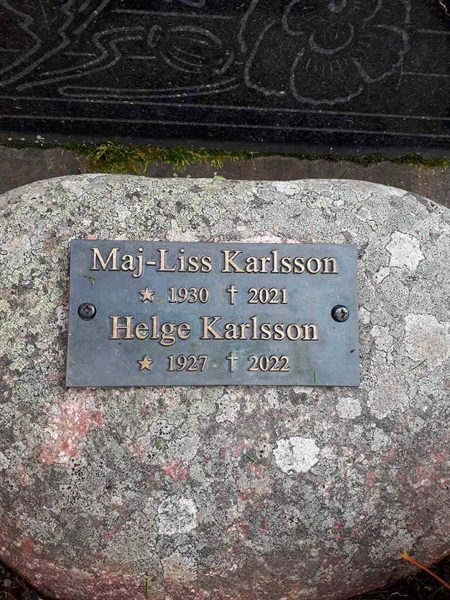 Maj-Liss Karlsson
★ 1930 † 2021
Helge Karlsson
★ 1927 † 2022